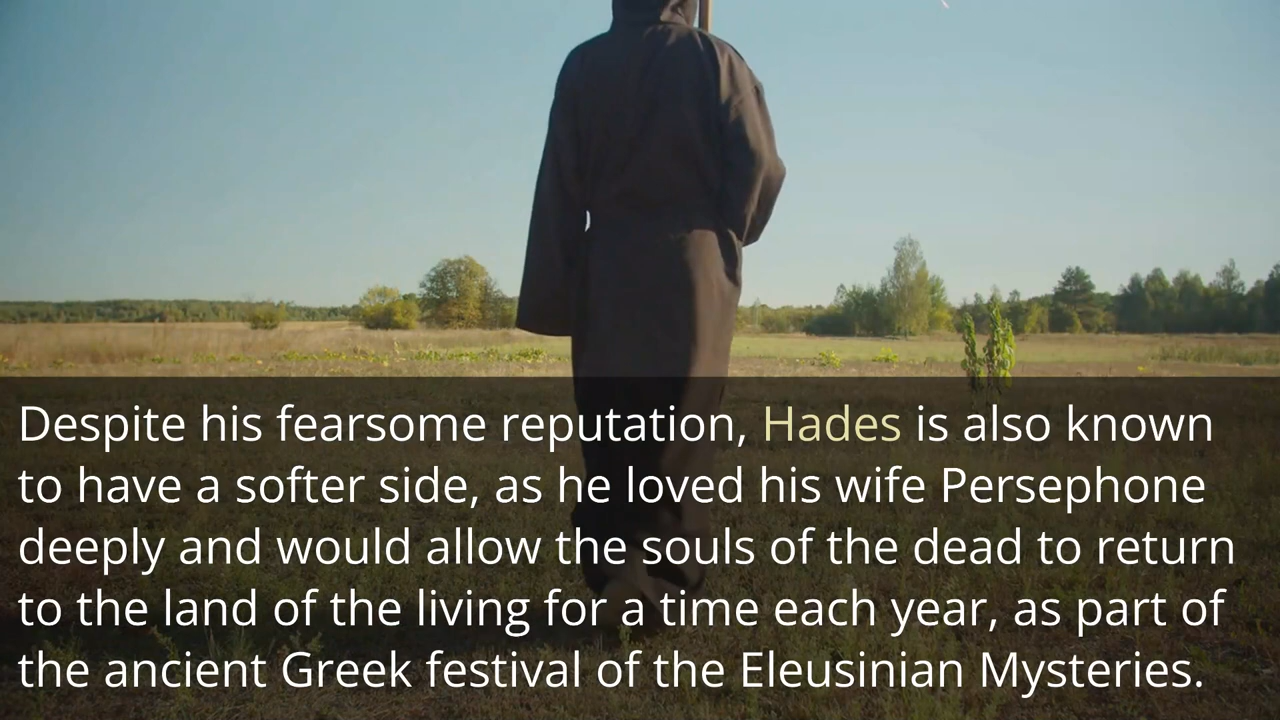 Despite his fearsome reputation, Hades is also known
to have a softer side, as he loved his wife Persephone
deeply and would allow the souls of the dead to return
to the land of the living for a time each year, as part of
the ancient Greek festival of the Eleusinian Mysteries.